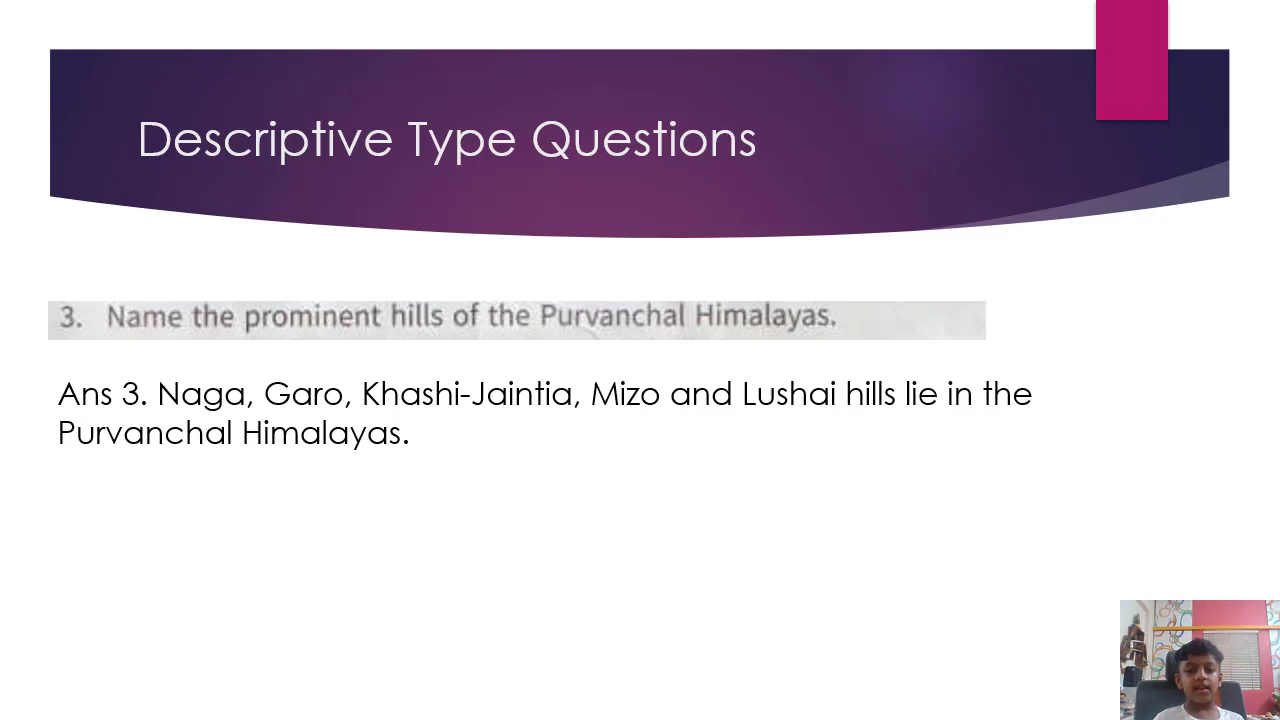 Descriptive Type Questions
3. Name the prominent hills of the Purvanchal Himalayas.
Ans 3. Naga, Garo, Khashi-Jaintia, Mizo and Lushai hills lie in the
Purvanchal Himalayas.